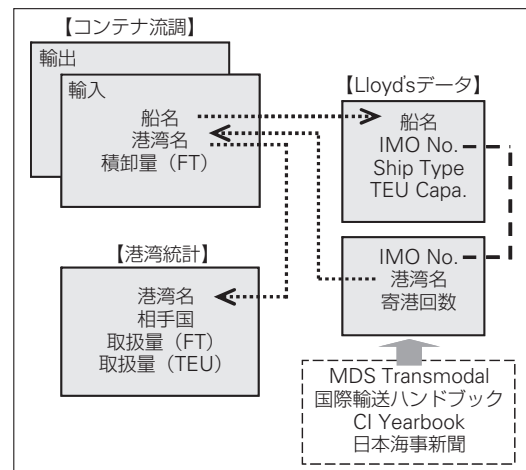 【コンテナ流調】
輸出
輸入
船名
港湾名
積卸量（FT）
【Lloyd'sデータ】
船名
IMO No.
Ship Type
TEU Capa.
IMO No.
港湾名
寄港回数
【港湾統計】
港湾名
相手国
取扱量（FT）
取扱量（TEU）
MDS Transmodal
国際輸送ハンドブック
CI Yearbook
日本海事新聞